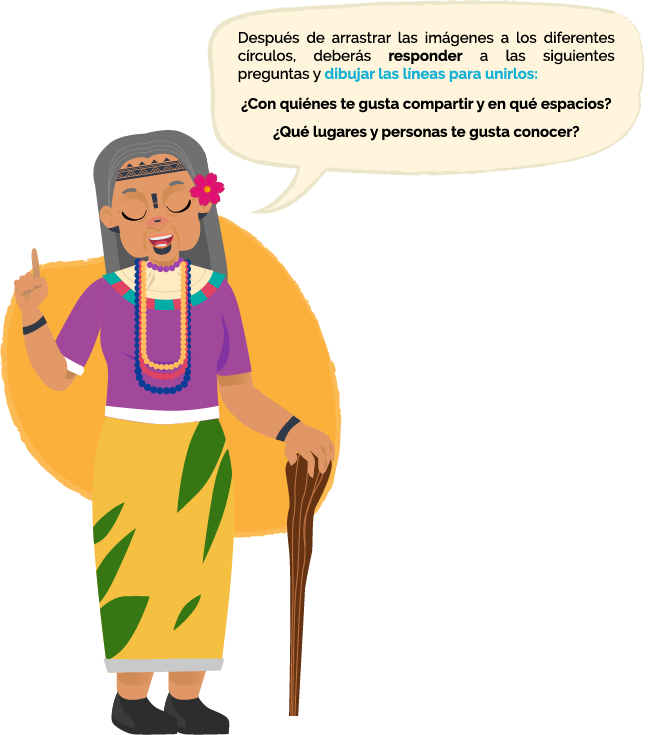 Después de arrastrar las imágenes a los diferentes
círculos, deberás responder a las siguientes
preguntas y dibujar las líneas para unirlos:
¿Con quiénes te gusta compartir y en qué espacios?
¿Qué lugares y personas te gusta conocer?